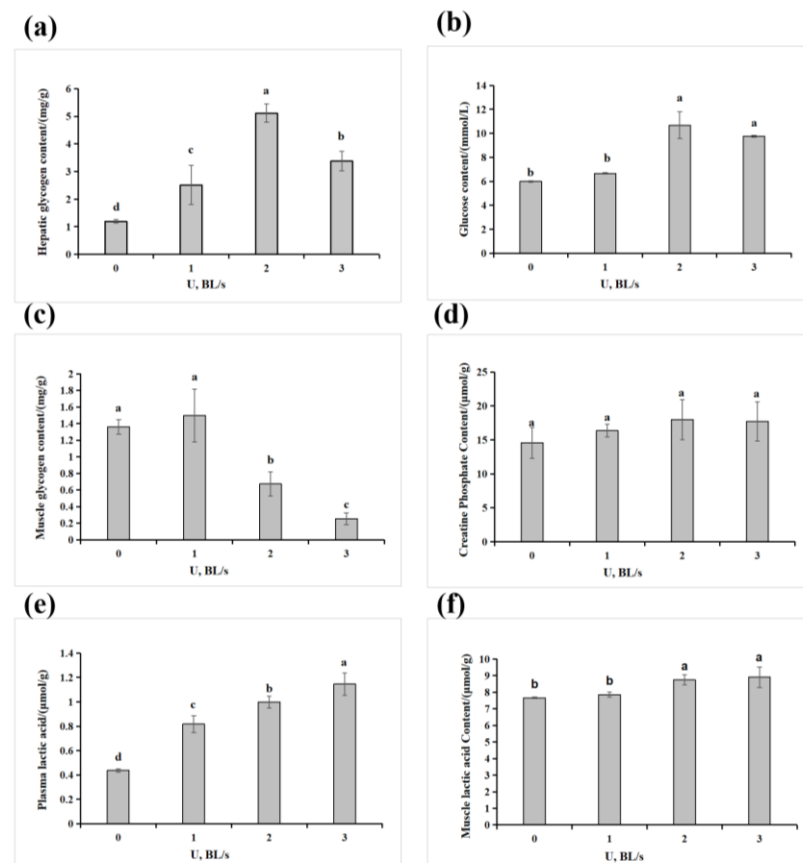 (a)
Hepatic glycogen content/(mg/g)
6
5
4
3
2
1
0
d
c
a
b
0 1 2 3
U, BL/s
(b)
Glucose content/(mmol/L)
14
12
10
8
6
4
2
0
b
b
a
a
0 1 2 3
U, BL/s
(c)
Muscle glycogen content/(mg/g)
2
1.8
1.6
1.4
1.2
1
0.8
0.6
0.4
0.2
0
a
a
b
c
0 1 2 3
U, BL/s
(d)
Creatine Phosphate Content/(μmol/g)
25
20
15
10
5
0
a
a
a
a
0 1 2 3
U, BL/s
(e)
Plasma lactic acid/(μmol/g)
1.4
1.2
1
0.8
0.6
0.4
0.2
0
d
c
b
a
0 1 2 3
U, BL/s
(f)
Muscle lactic acid Content/(μmol/g)
10
9
8
7
6
5
4
3
2
1
0
b
b
a
a
0 1 2 3
U, BL/s